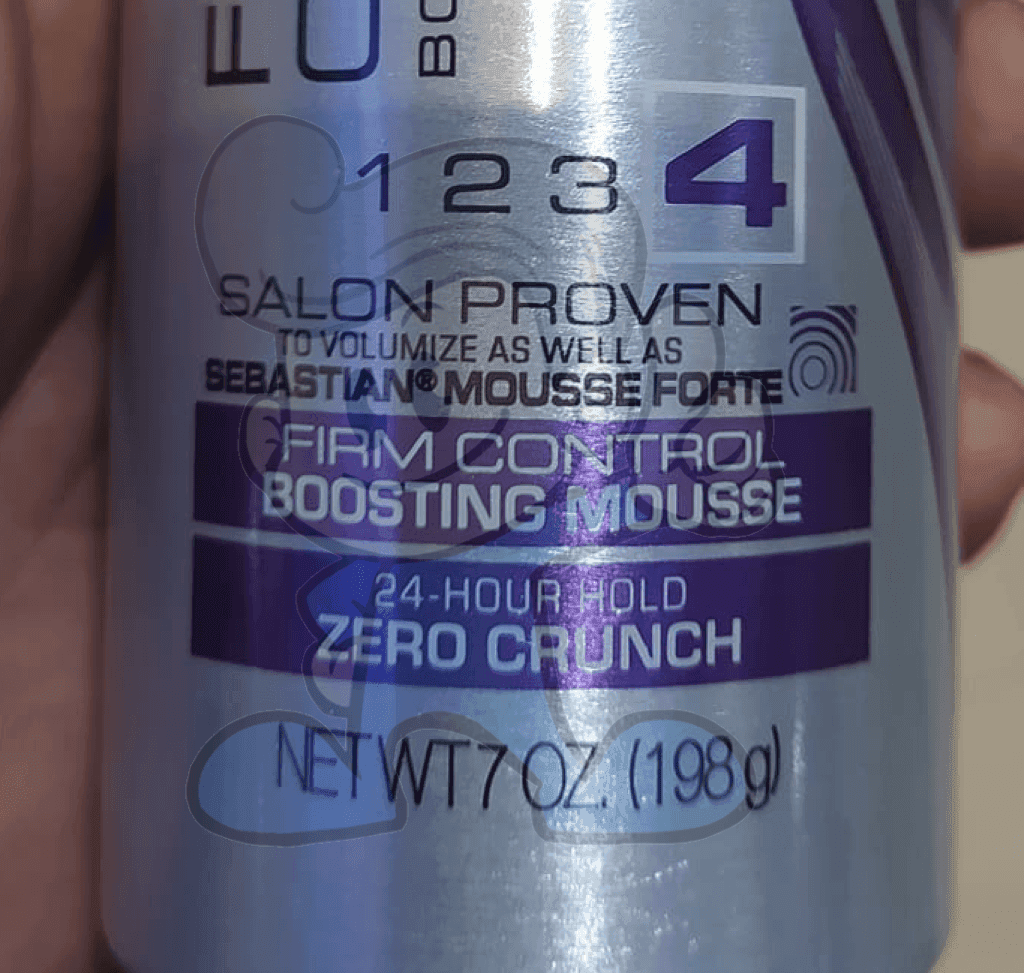 1 2 3 4
SALON PROVEN
TO VOLUMIZE AS WELL AS
SEBASTIAN® MOUSSE FORTE
FIRM CONTROL
BOOSTING MOUSSE
24-HOUR HOLD
ZERO CRUNCH
NET WT 7 OZ. (198 g)